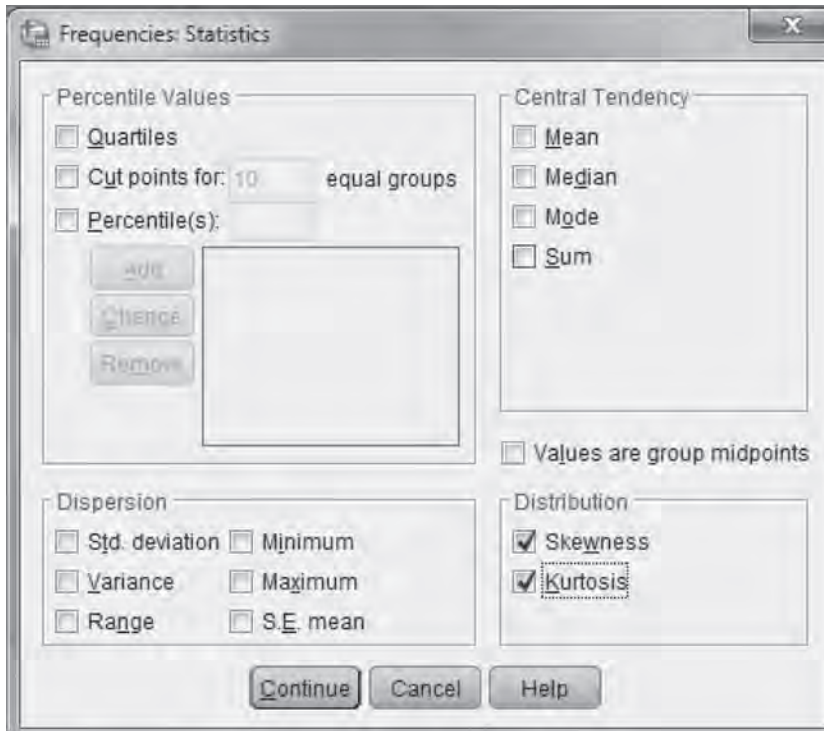 Frequencies: Statistics
Percentile Values
Quartiles
Cut points for: 10 equal groups
Percentile(s):
Add
Change
Remove
Central Tendency
Mean
Median
Mode
Sum
Values are group midpoints
Dispersion
Std. deviation Minimum
Variance Maximum
Range S.E. mean
Distribution
Skewness
Kurtosis
Continue Cancel Help